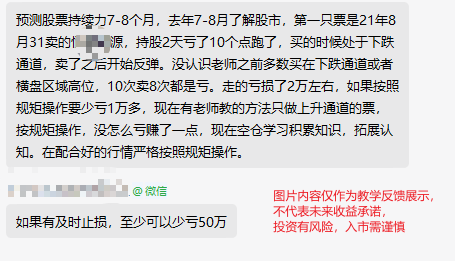 预测股票持续力7-8个月，去年7-8月了解股市，第一只票是21年8
月31卖的 源，持股2天亏了10个点跑了，买的时候处于下跌
通道，卖了之后开始反弹。没认识老师之前多数买在下跌通道或者
横盘区域高位，10次卖8次都是亏。走的亏损了2万左右，如果按照
规矩操作要少亏1万多，现在有老师教的方法只做上升通道的票，
按规矩操作，没怎么亏赚了一点，现在空仓学习积累知识，拓展认
知。在配合好的行情严格按照规矩操作。
@微信
如果有及时止损，至少可以少亏50万
图片内容仅作为教学反馈展示，
不代表未来收益承诺，
投资有风险，入市需谨慎